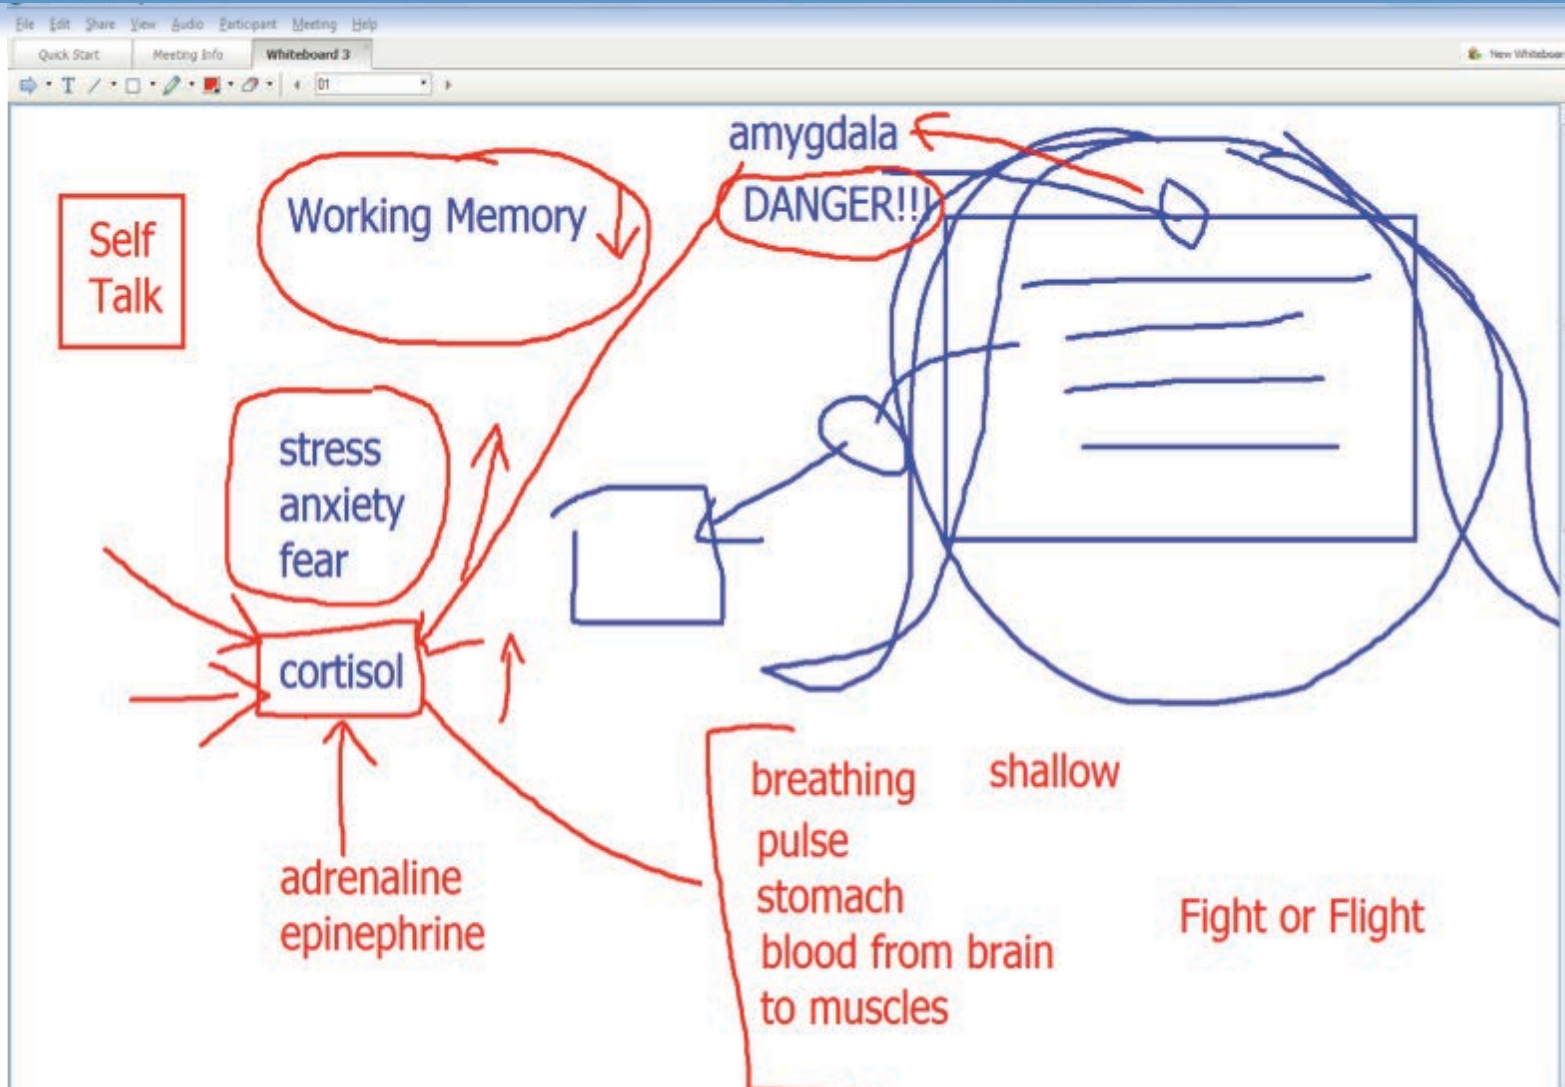 File Edit Share View Audio Participant Meeting Help
Quick Start Meeting Info Whiteboard 3
T 01
amygdala
DANGER!!!
Working Memory
Self
Talk
stress
anxiety
fear
cortisol
adrenaline
epinephrine
breathing shallow
pulse
stomach
blood from brain
to muscles
Fight or Flight